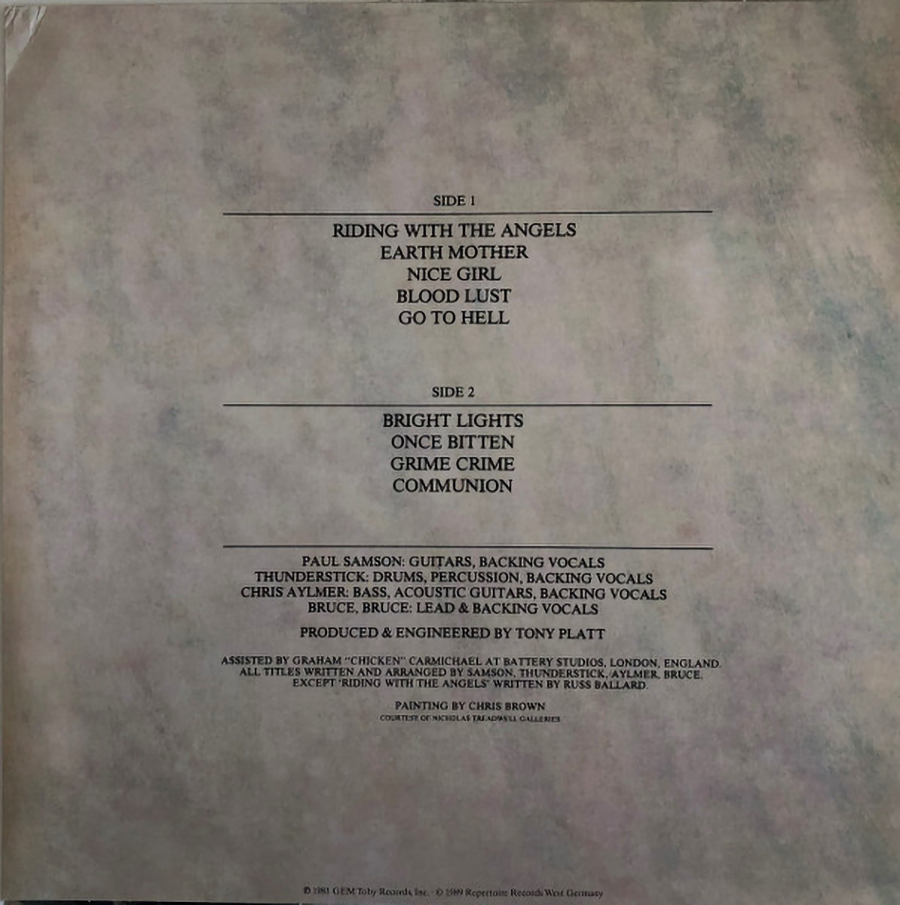 SIDE 1
RIDING WITH THE ANGELS
EARTH MOTHER
NICE GIRL
BLOOD LUST
GO TO HELL
SIDE 2
BRIGHT LIGHTS
ONCE BITTEN
GRIME CRIME
COMMUNION
PAUL SAMSON: GUITARS, BACKING VOCALS
THUNDERSTICK: DRUMS, PERCUSSION, BACKING VOCALS
CHRIS AYLMER: BASS, ACOUSTIC GUITARS, BACKING VOCALS
BRUCE, BRUCE: LEAD & BACKING VOCALS
PRODUCED & ENGINEERED BY TONY PLATT
ASSISTED BY GRAHAM "CHICKEN" CARMICHAEL AT BATTERY STUDIOS, LONDON, ENGLAND.
ALL TITLES WRITTEN AND ARRANGED BY SAMSON, THUNDERSTICK, AYLMER, BRUCE,
EXCEPT 'RIDING WITH THE ANGELS' WRITTEN BY RUSS BALLARD.
PAINTING BY CHRIS BROWN
COURTESY OF NICHOLAS TREADWELL GALLERIES
℗ 1981 GEM Toby Records, Inc. · © 1989 Repertoire Records West Germany